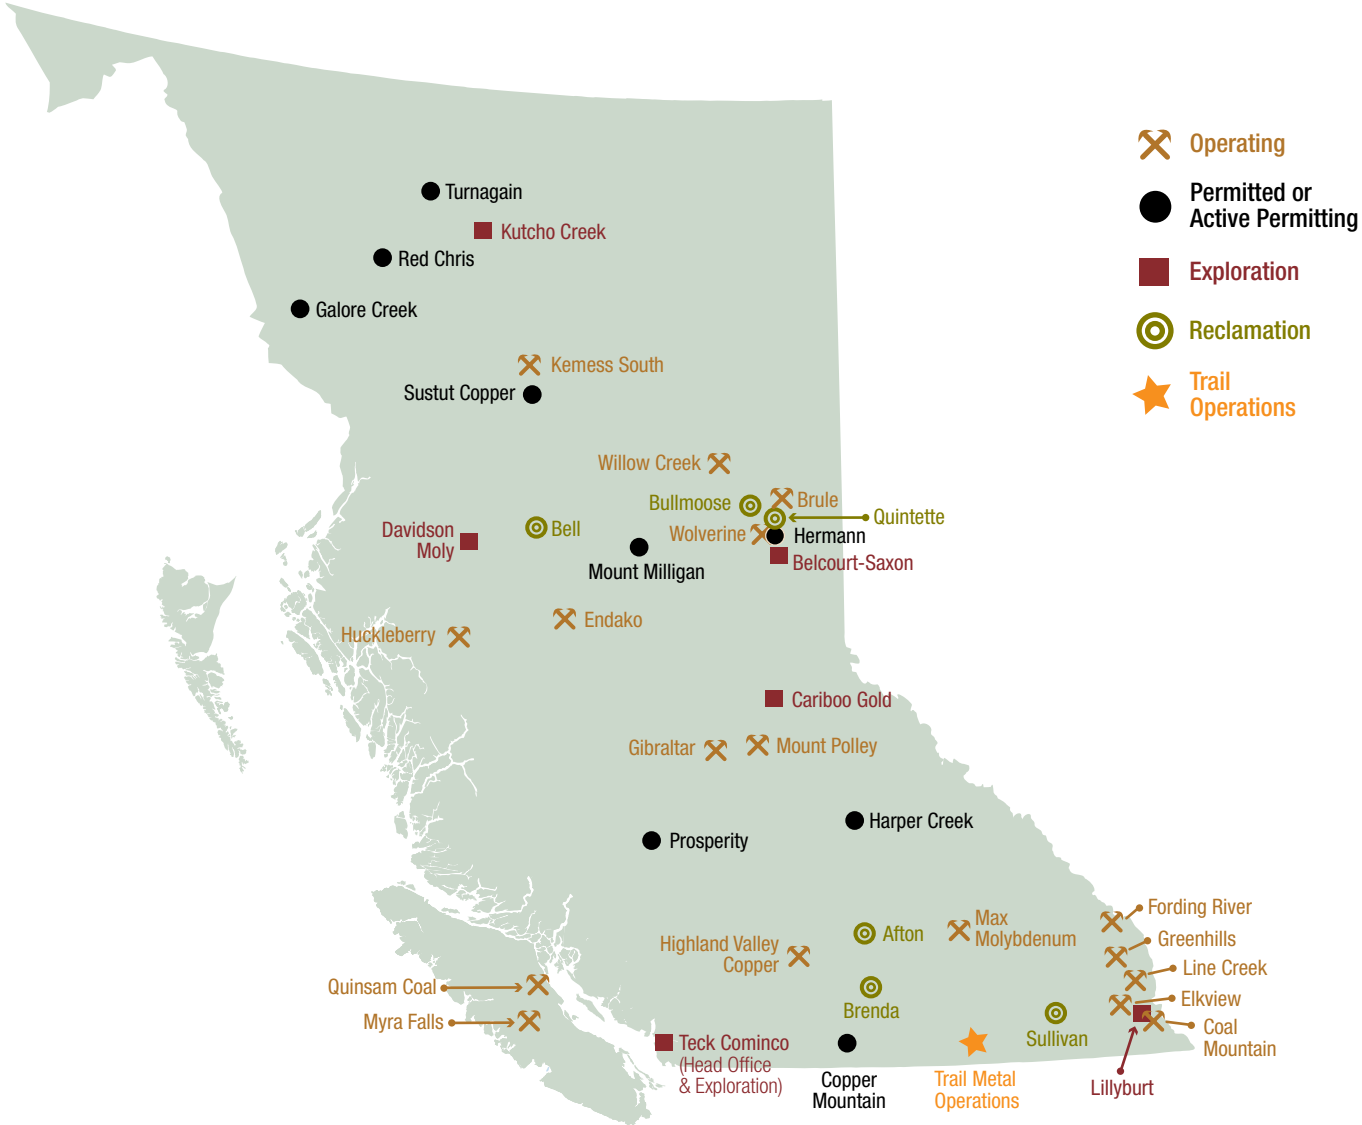 Operating
Permitted or
Active Permitting
Exploration
Reclamation
Trail
Operations
Turnagain
Kutcho Creek
Red Chris
Galore Creek
Kemess South
Sustut Copper
Willow Creek
Bullmoose
Brule
Quintette
Davidson
Moly
Bell
Wolverine
Hermann
Mount Milligan
Belcourt-Saxon
Endako
Huckleberry
Cariboo Gold
Gibraltar
Mount Polley
Harper Creek
Prosperity
Fording River
Max
Molybdenum
Afton
Highland Valley
Copper
Greenhills
Line Creek
Quinsam Coal
Elkview
Brenda
Myra Falls
Sullivan
Coal
Mountain
Teck Cominco
(Head Office
& Exploration)
Copper
Mountain
Trail Metal
Operations
Lillyburt